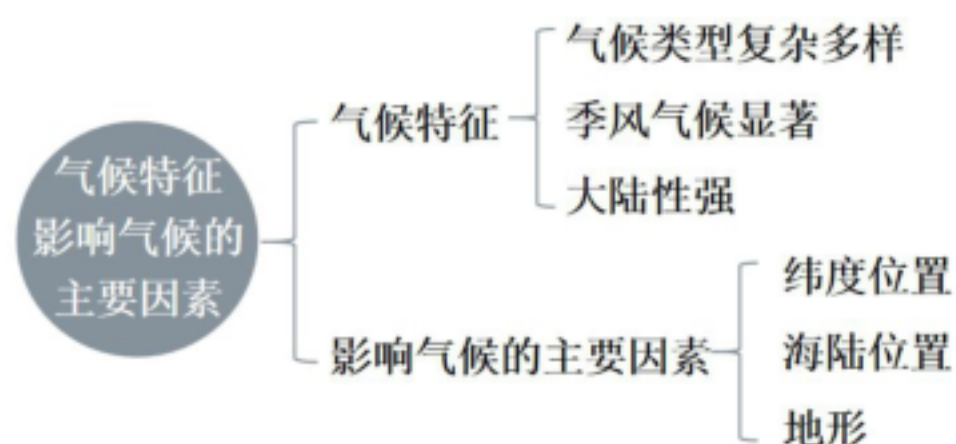 气候特征
影响气候的
主要因素
气候特征
气候类型复杂多样
季风气候显著
大陆性强
影响气候的主要因素
纬度位置
海陆位置
地形